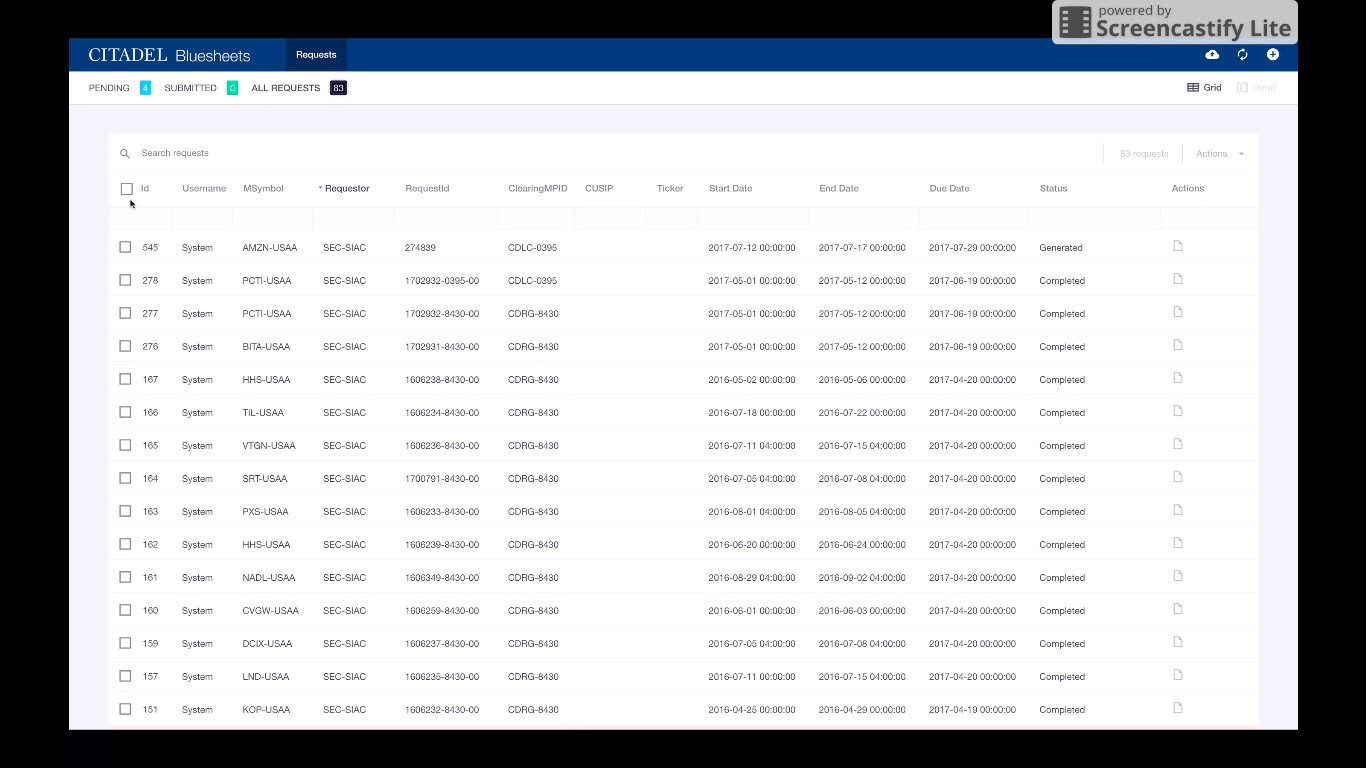 powered by
Screencastify Lite
CITADEL Bluesheets Requests
PENDING 4 SUBMITTED 0 ALL REQUESTS 83 Grid Detail
Search requests 83 requests Actions
Id Username MSymbol Requestor RequestId ClearingMPID CUSIP Ticker Start Date End Date Due Date Status Actions
545 System AMZN-USAA SEC-SIAC 274839 CDLC-0395 2017-07-12 00:00:00 2017-07-17 00:00:00 2017-07-29 00:00:00 Generated
278 System PCTI-USAA SEC-SIAC 1702932-0395-00 CDLC-0395 2017-05-01 00:00:00 2017-05-12 00:00:00 2017-06-19 00:00:00 Completed
277 System PCTI-USAA SEC-SIAC 1702932-8430-00 CDRG-8430 2017-05-01 00:00:00 2017-05-12 00:00:00 2017-06-19 00:00:00 Completed
276 System BITA-USAA SEC-SIAC 1702931-8430-00 CDRG-8430 2017-05-01 00:00:00 2017-05-12 00:00:00 2017-06-19 00:00:00 Completed
167 System HHS-USAA SEC-SIAC 1606238-8430-00 CDRG-8430 2016-05-02 00:00:00 2016-05-06 00:00:00 2017-04-20 00:00:00 Completed
166 System TIL-USAA SEC-SIAC 1606234-8430-00 CDRG-8430 2016-07-18 00:00:00 2016-07-22 00:00:00 2017-04-20 00:00:00 Completed
165 System VTGN-USAA SEC-SIAC 1606236-8430-00 CDRG-8430 2016-07-11 04:00:00 2016-07-15 04:00:00 2017-04-20 00:00:00 Completed
164 System SRT-USAA SEC-SIAC 1700791-8430-00 CDRG-8430 2016-07-05 04:00:00 2016-07-08 04:00:00 2017-04-20 00:00:00 Completed
163 System PXS-USAA SEC-SIAC 1606233-8430-00 CDRG-8430 2016-08-01 04:00:00 2016-08-05 04:00:00 2017-04-20 00:00:00 Completed
162 System HHS-USAA SEC-SIAC 1606239-8430-00 CDRG-8430 2016-06-20 00:00:00 2016-06-24 00:00:00 2017-04-20 00:00:00 Completed
161 System NADL-USAA SEC-SIAC 1606349-8430-00 CDRG-8430 2016-08-29 04:00:00 2016-09-02 04:00:00 2017-04-20 00:00:00 Completed
160 System CVGW-USAA SEC-SIAC 1606259-8430-00 CDRG-8430 2016-06-01 00:00:00 2016-06-03 00:00:00 2017-04-20 00:00:00 Completed
159 System DCIX-USAA SEC-SIAC 1606237-8430-00 CDRG-8430 2016-07-05 04:00:00 2016-07-08 04:00:00 2017-04-20 00:00:00 Completed
157 System LND-USAA SEC-SIAC 1606235-8430-00 CDRG-8430 2016-07-11 00:00:00 2016-07-15 04:00:00 2017-04-20 00:00:00 Completed
151 System KOP-USAA SEC-SIAC 1606232-8430-00 CDRG-8430 2016-04-25 00:00:00 2016-04-29 00:00:00 2017-04-19 00:00:00 Completed